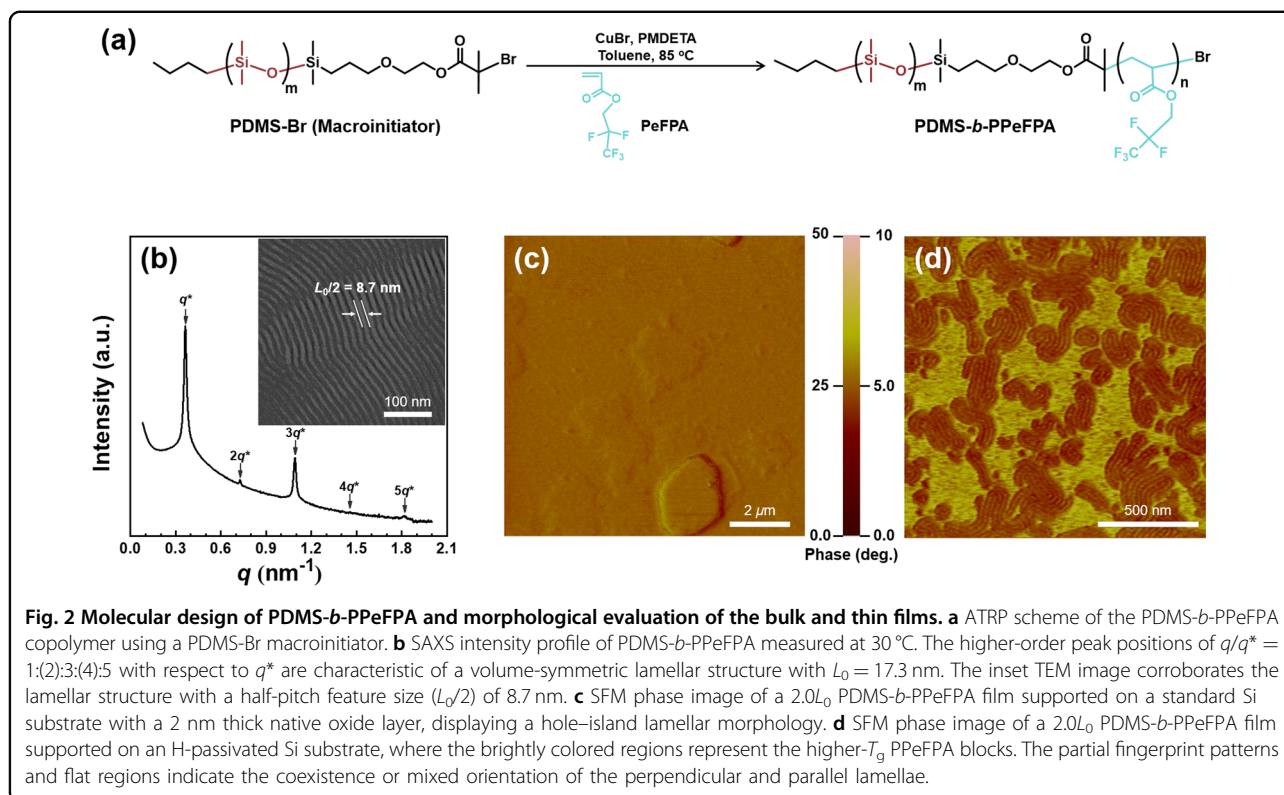 (a)
CuBr, PMDETA
Toluene, 85 ºC
Si
O
m
Si
O
O
O
Br
PDMS-Br (Macroinitiator)
O
O
F
F
CF3
PeFPA
Si
O
m
Si
O
O
O
n
Br
O
O
F
F3C
F
PDMS-b-PPeFPA
(b)
q*
L0/2 = 8.7 nm
100 nm
2q*
3q*
4q*
5q*
Intensity (a.u.)
0.0 0.3 0.6 0.9 1.2 1.5 1.8 2.1
q (nm-1)
(c)
2 µm
50 10
25 5.0
0.0 0.0
Phase (deg.)
(d)
500 nm
Fig. 2 Molecular design of PDMS-b-PPeFPA and morphological evaluation of the bulk and thin films. a ATRP scheme of the PDMS-b-PPeFPA
copolymer using a PDMS-Br macroinitiator. b SAXS intensity profile of PDMS-b-PPeFPA measured at 30 °C. The higher-order peak positions of q/q* =
1:(2):3:(4):5 with respect to q* are characteristic of a volume-symmetric lamellar structure with L0 = 17.3 nm. The inset TEM image corroborates the
lamellar structure with a half-pitch feature size (L0/2) of 8.7 nm. c SFM phase image of a 2.0L0 PDMS-b-PPeFPA film supported on a standard Si
substrate with a 2 nm thick native oxide layer, displaying a hole–island lamellar morphology. d SFM phase image of a 2.0L0 PDMS-b-PPeFPA film
supported on an H-passivated Si substrate, where the brightly colored regions represent the higher-Tg PPeFPA blocks. The partial fingerprint patterns
and flat regions indicate the coexistence or mixed orientation of the perpendicular and parallel lamellae.